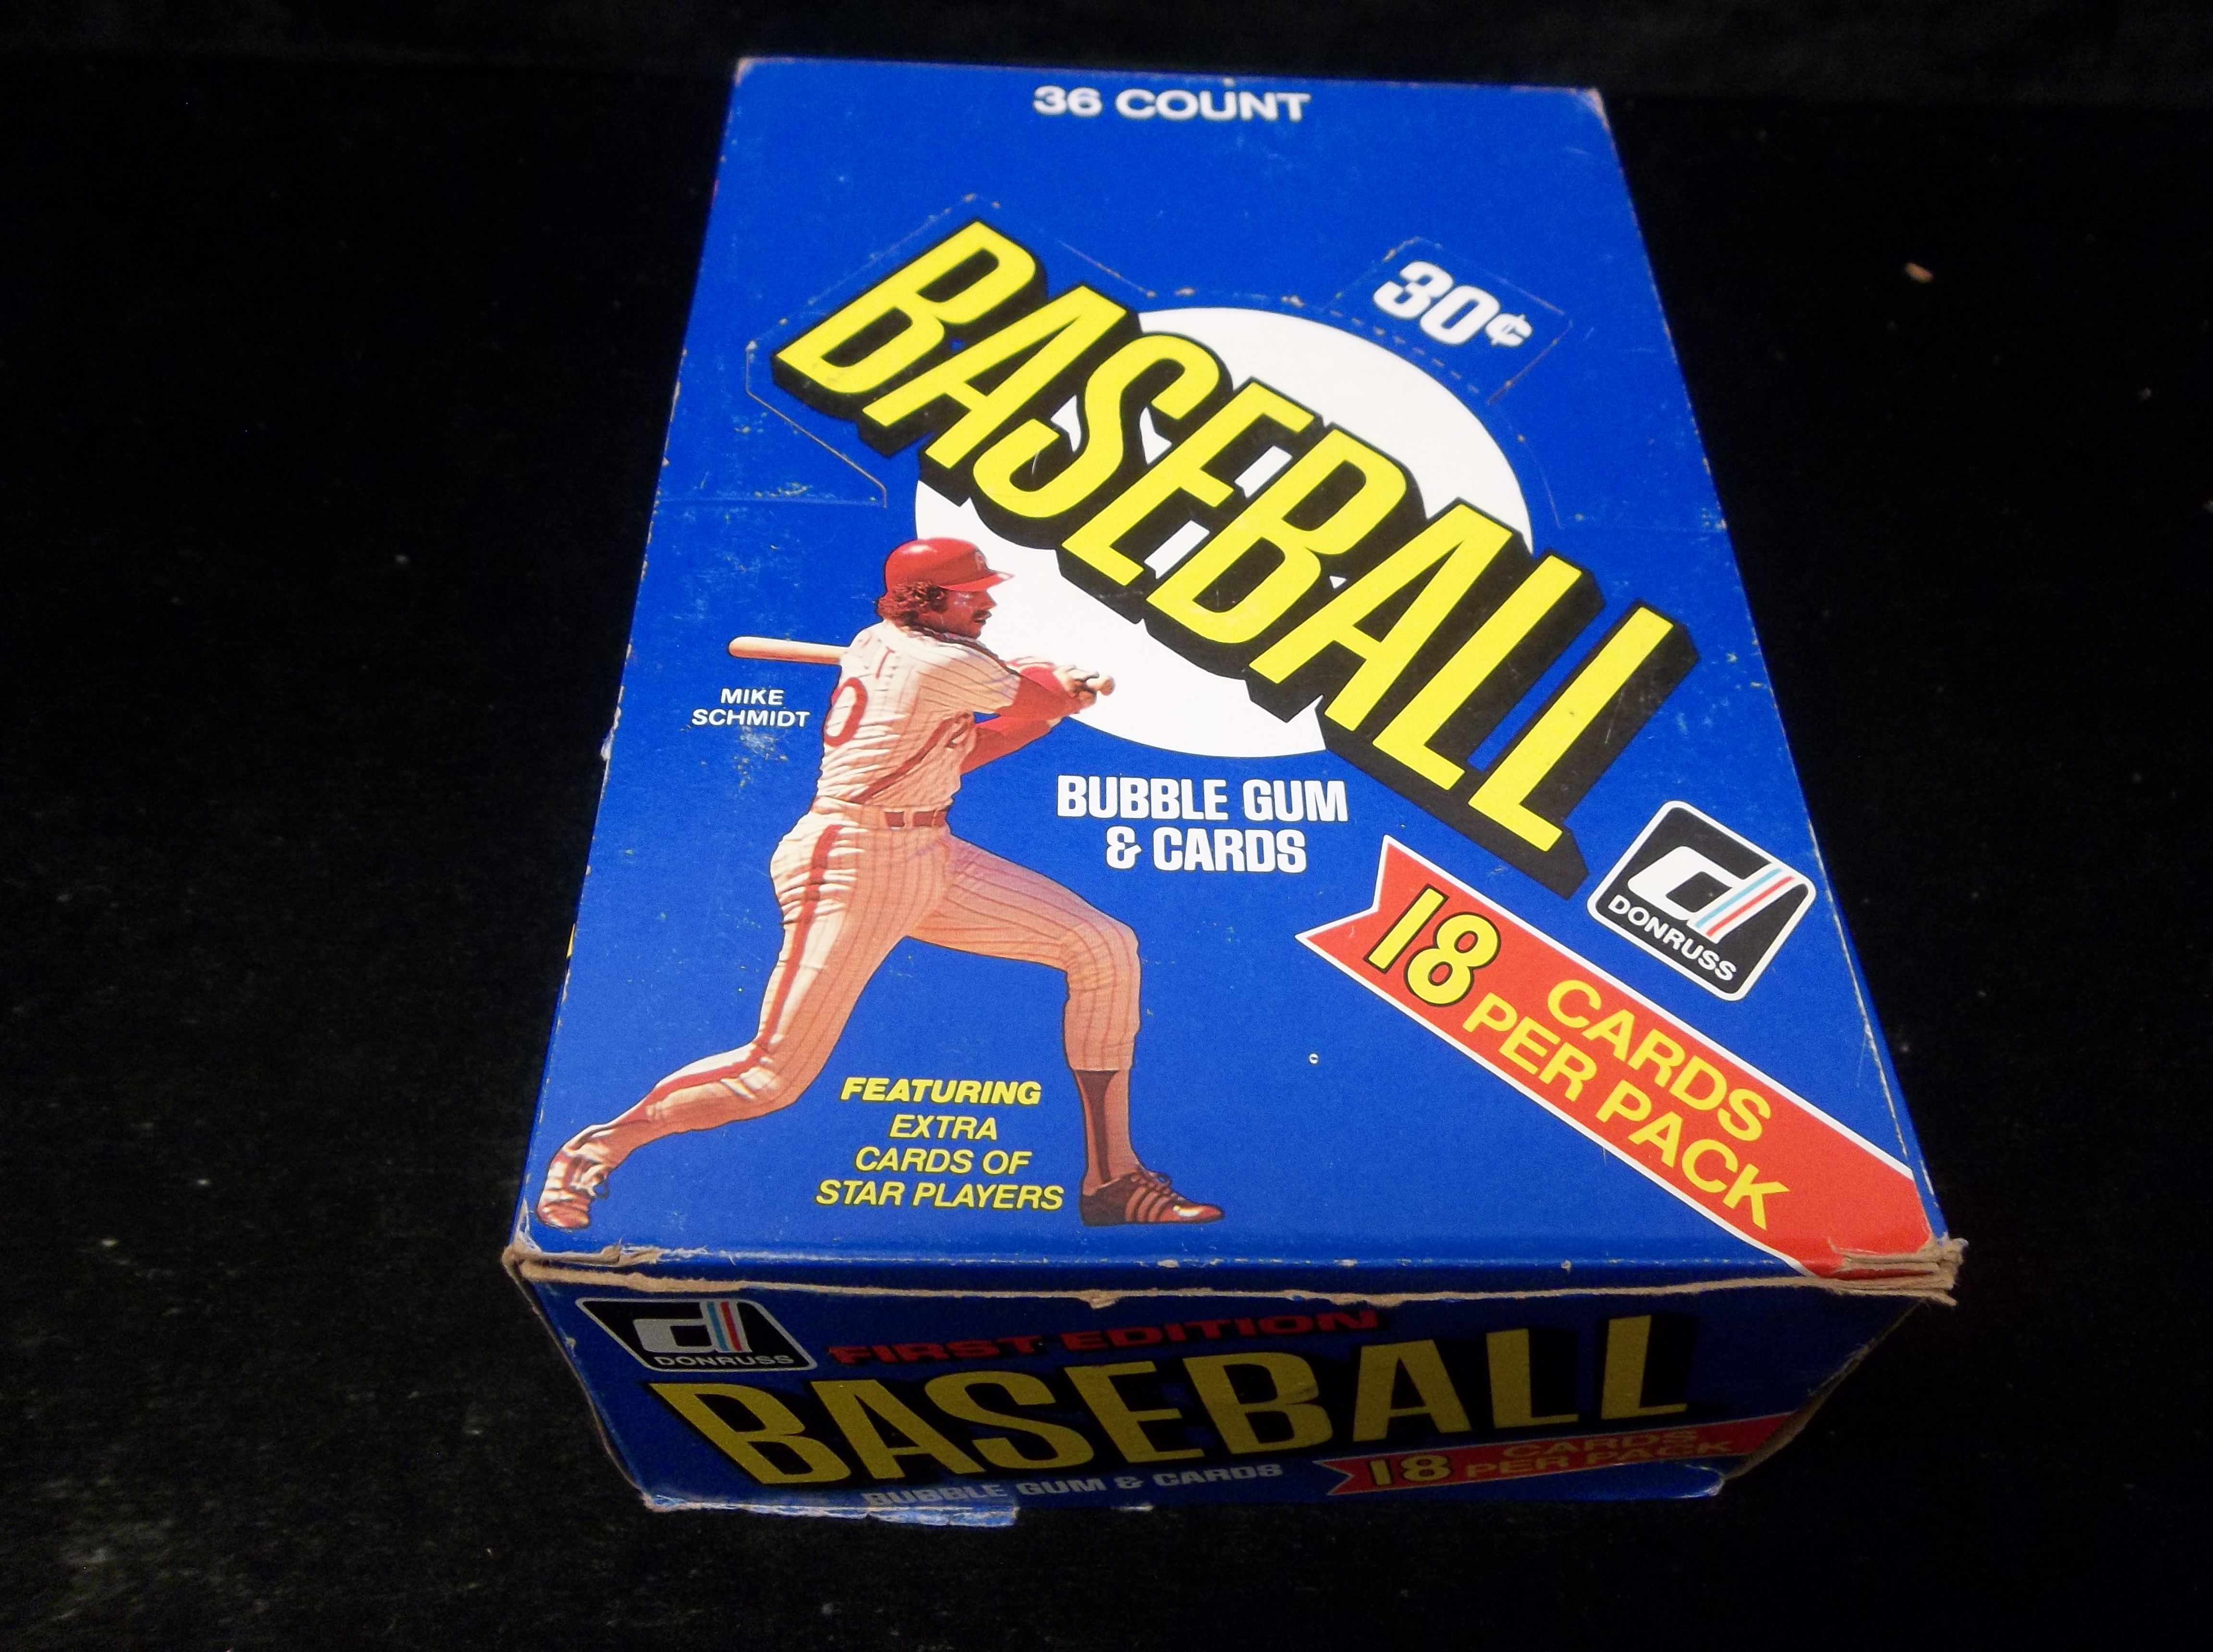 36 COUNT
30¢
BASEBALL
MIKE
SCHMIDT
BUBBLE GUM
& CARDS
DONRUSS
18 CARDS
PER PACK
FEATURING
EXTRA
CARDS OF
STAR PLAYERS
DONRUSS
FIRST EDITION
BASEBALL
BUBBLE GUM & CARDS
18 CARDS
PER PACK